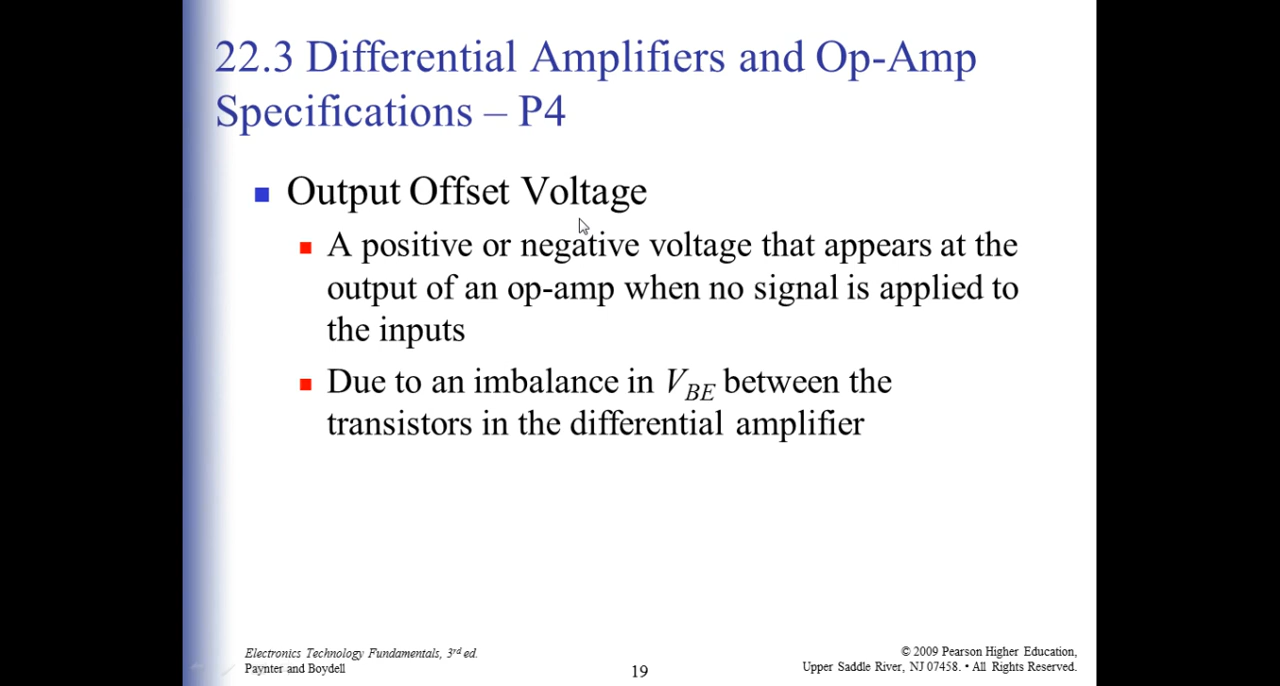 22.3 Differential Amplifiers and Op-Amp
Specifications – P4
Output Offset Voltage
A positive or negative voltage that appears at the
output of an op-amp when no signal is applied to
the inputs
Due to an imbalance in VBE between the
transistors in the differential amplifier
Electronics Technology Fundamentals, 3rd ed.
Paynter and Boydell
19
© 2009 Pearson Higher Education,
Upper Saddle River, NJ 07458. • All Rights Reserved.